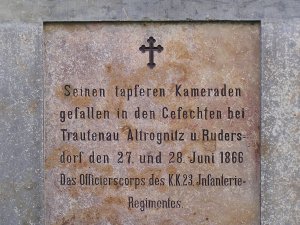 Seinen tapferen Kameraden
gefallen in den Gefechten bei
Trautenau Altrognitz u. Ruders-
dorf den 27. und 28. Juni 1866
Das Officierscorps des K.K.23. Infanterie-
Regimentes